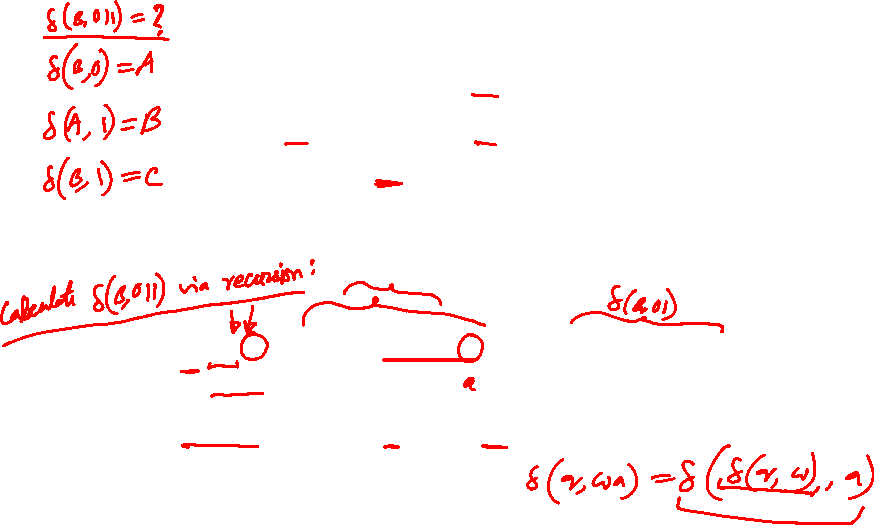 δ(B,011) = ?
δ(B,0) = A
δ(A, 1) = B
δ(B, 1) = C
Calculate δ(B,011) via recursion:
δ(B,01)
a
δ(q, wa) = δ(δ(q, w), a)